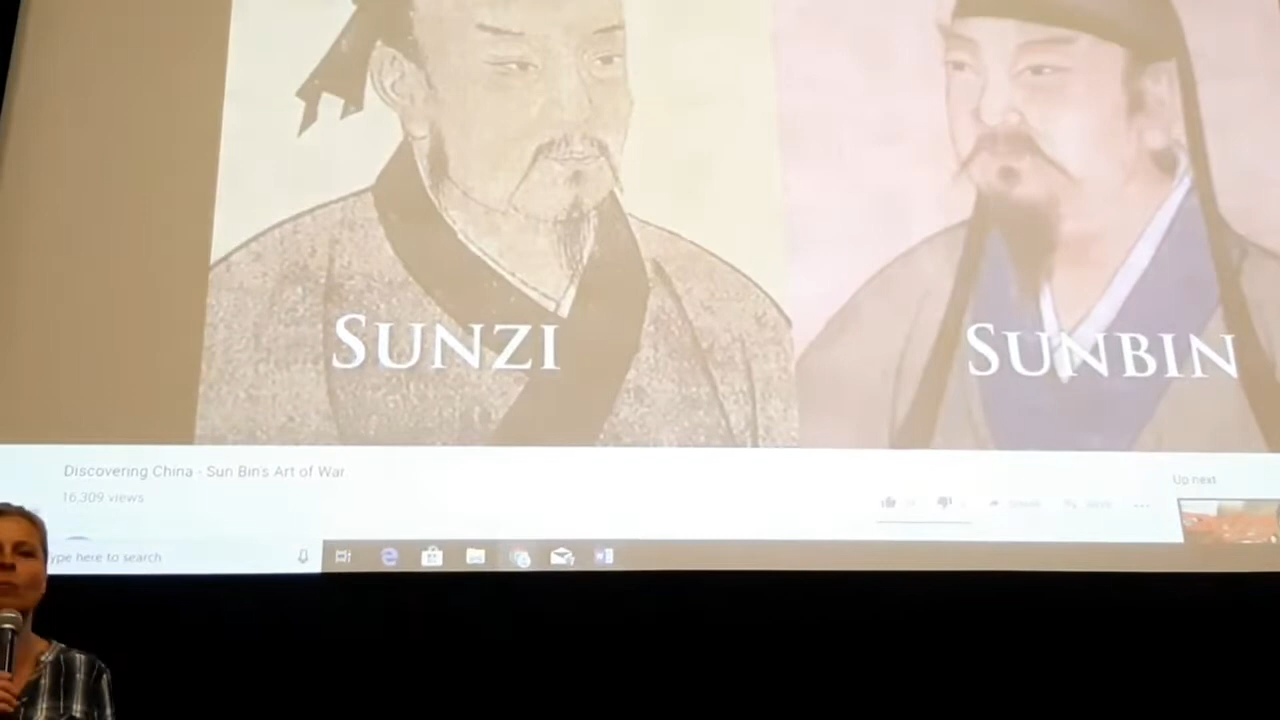 SUNZI
SUNBIN
Discovering China - Sun Bin's Art of War
16,309 views
Up next
ype here to search